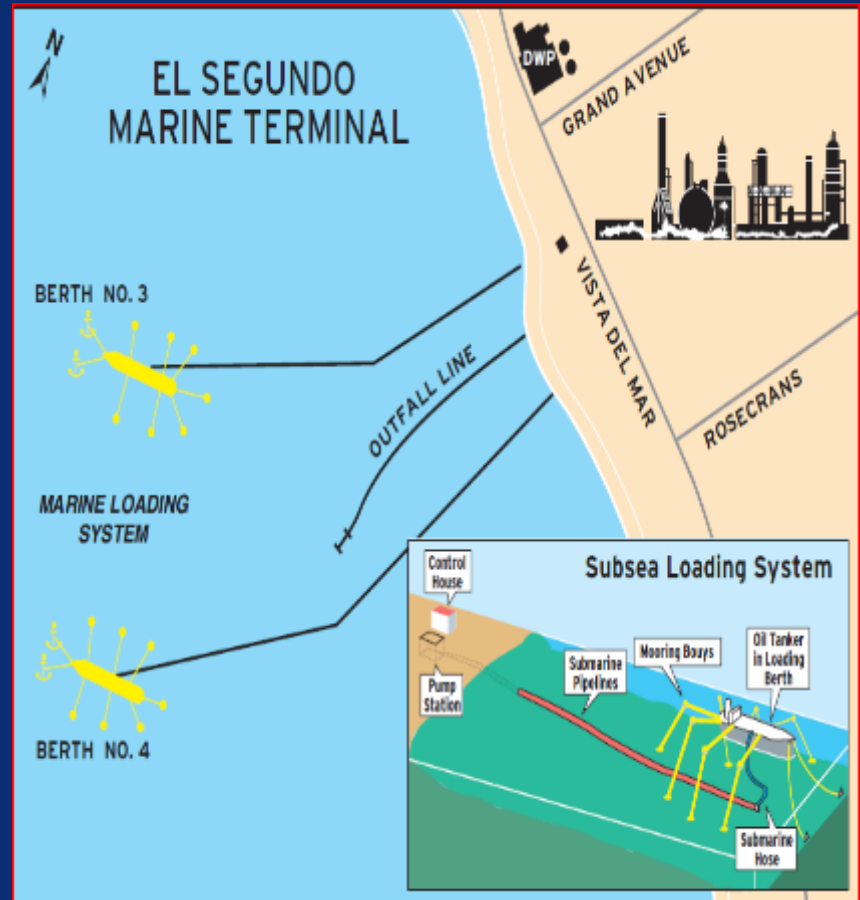 N
EL SEGUNDO
MARINE TERMINAL
DWP
GRAND AVENUE
VISTA DEL MAR
ROSECRANS
BERTH NO. 3
OUTFALL LINE
MARINE LOADING
SYSTEM
BERTH NO. 4
Subsea Loading System
Control
House
Pump
Station
Submarine
Pipelines
Mooring Bouys
Oil Tanker
in Loading
Berth
Submarine
Hose